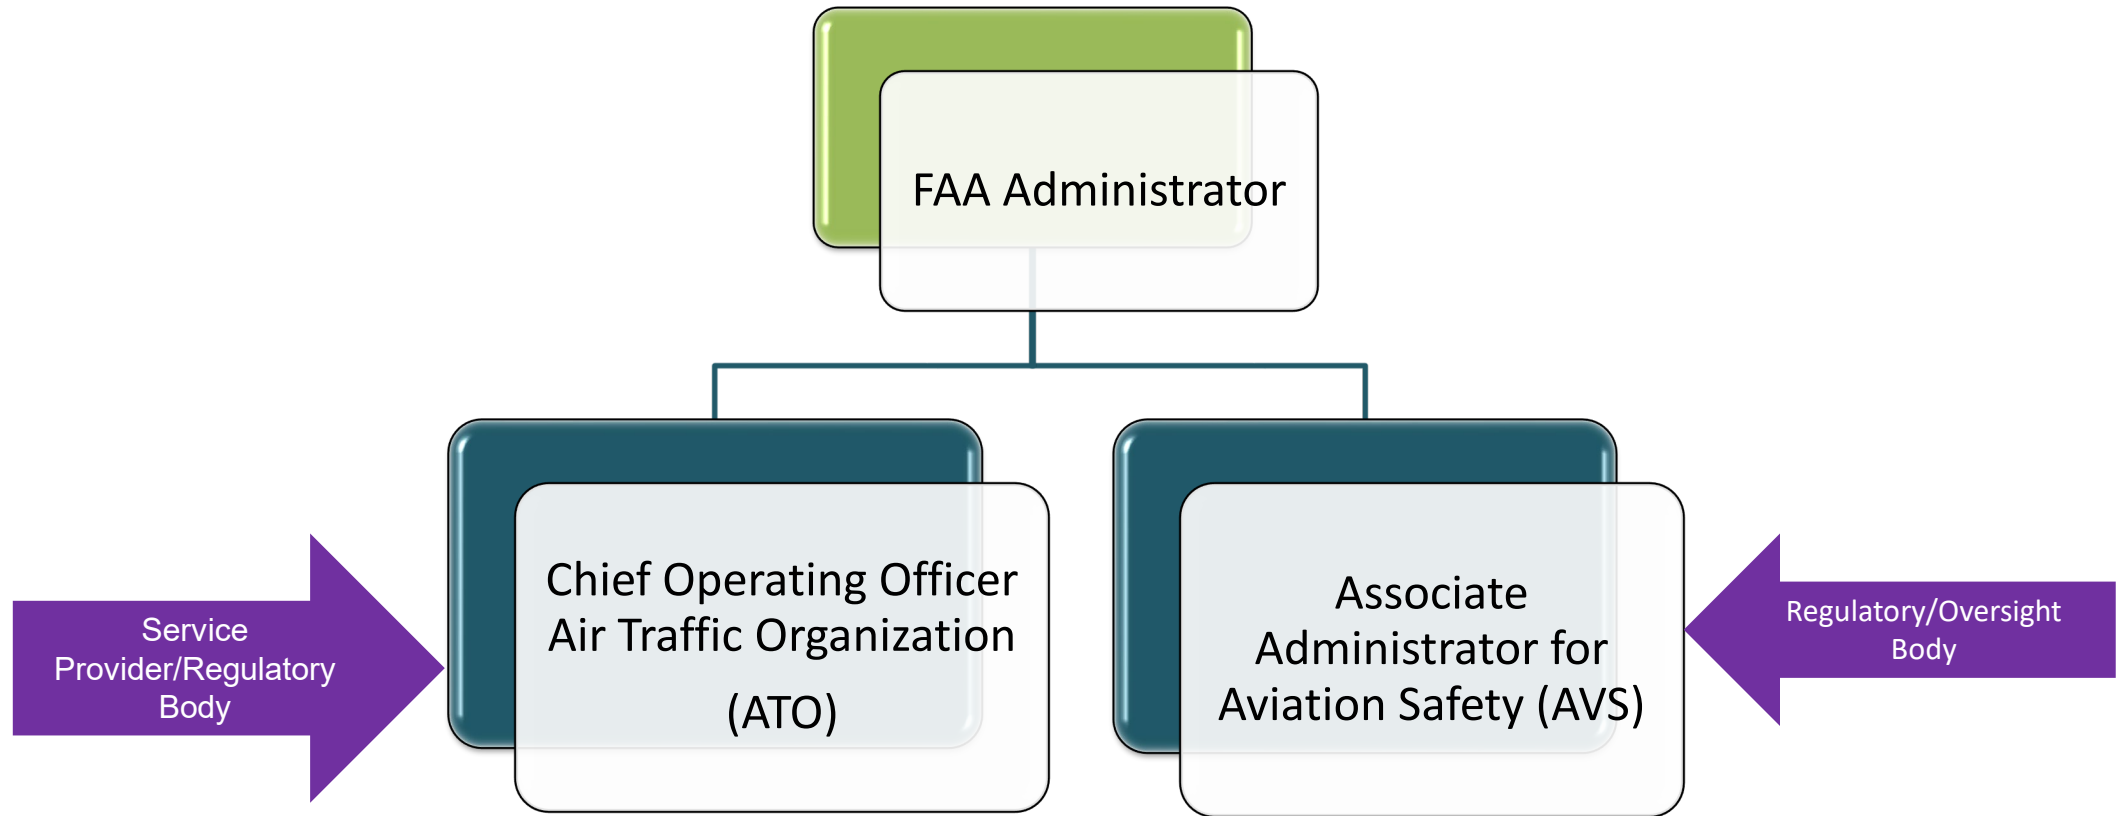 FAA Administrator
Chief Operating Officer
Air Traffic Organization
(ATO)
Associate
Administrator for
Aviation Safety (AVS)
Service
Provider/Regulatory
Body
Regulatory/Oversight
Body